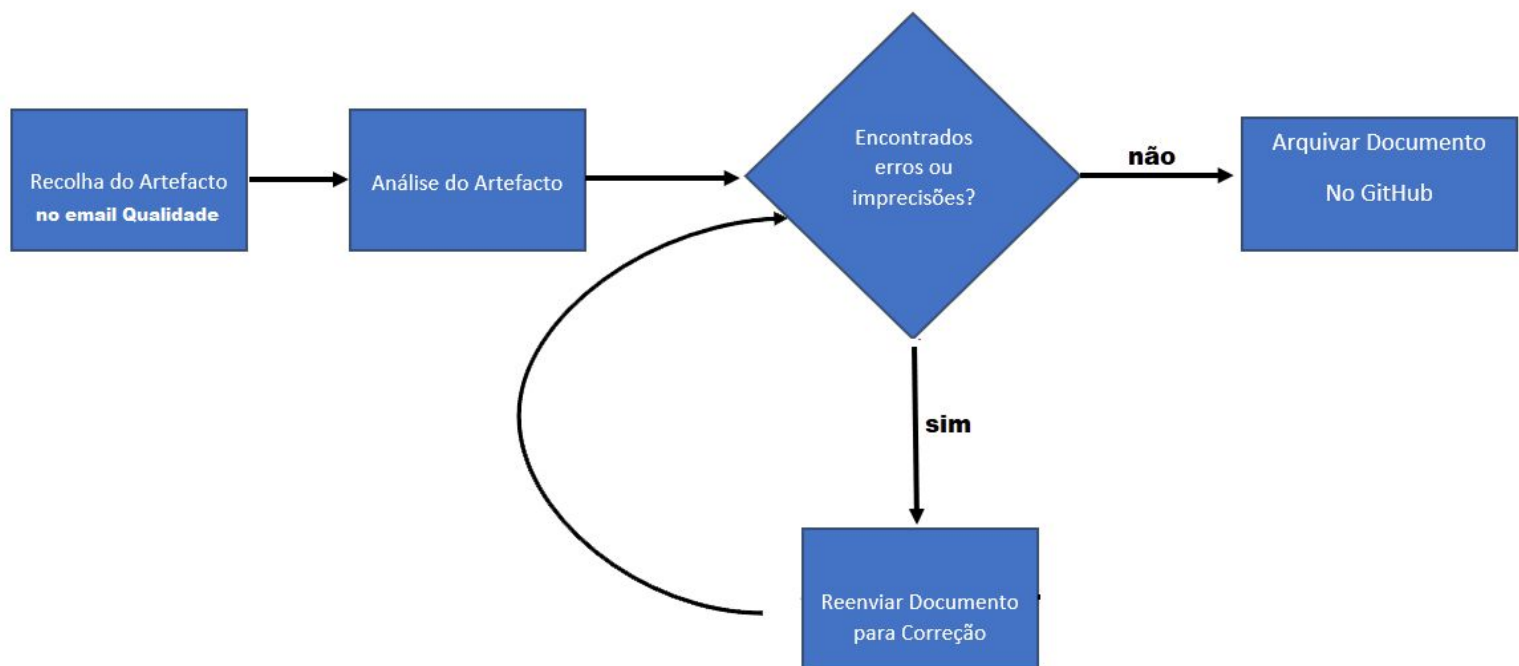 Recolha do Artefacto
no email Qualidade
Análise do Artefacto
Encontrados
erros ou
imprecisões?
não
Arquivar Documento
No GitHub
sim
Reenviar Documento
para Correção